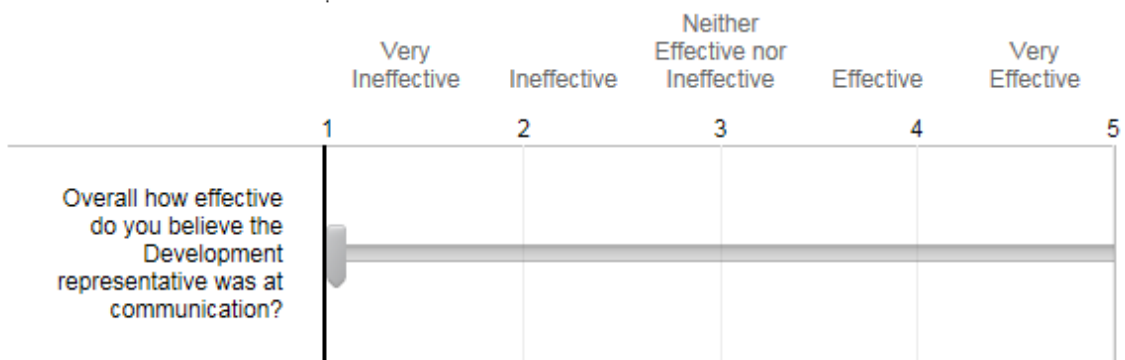 Very
Ineffective
Ineffective
Neither
Effective nor
Ineffective
Effective
Very
Effective
1 2 3 4 5
Overall how effective
do you believe the
Development
representative was at
communication?